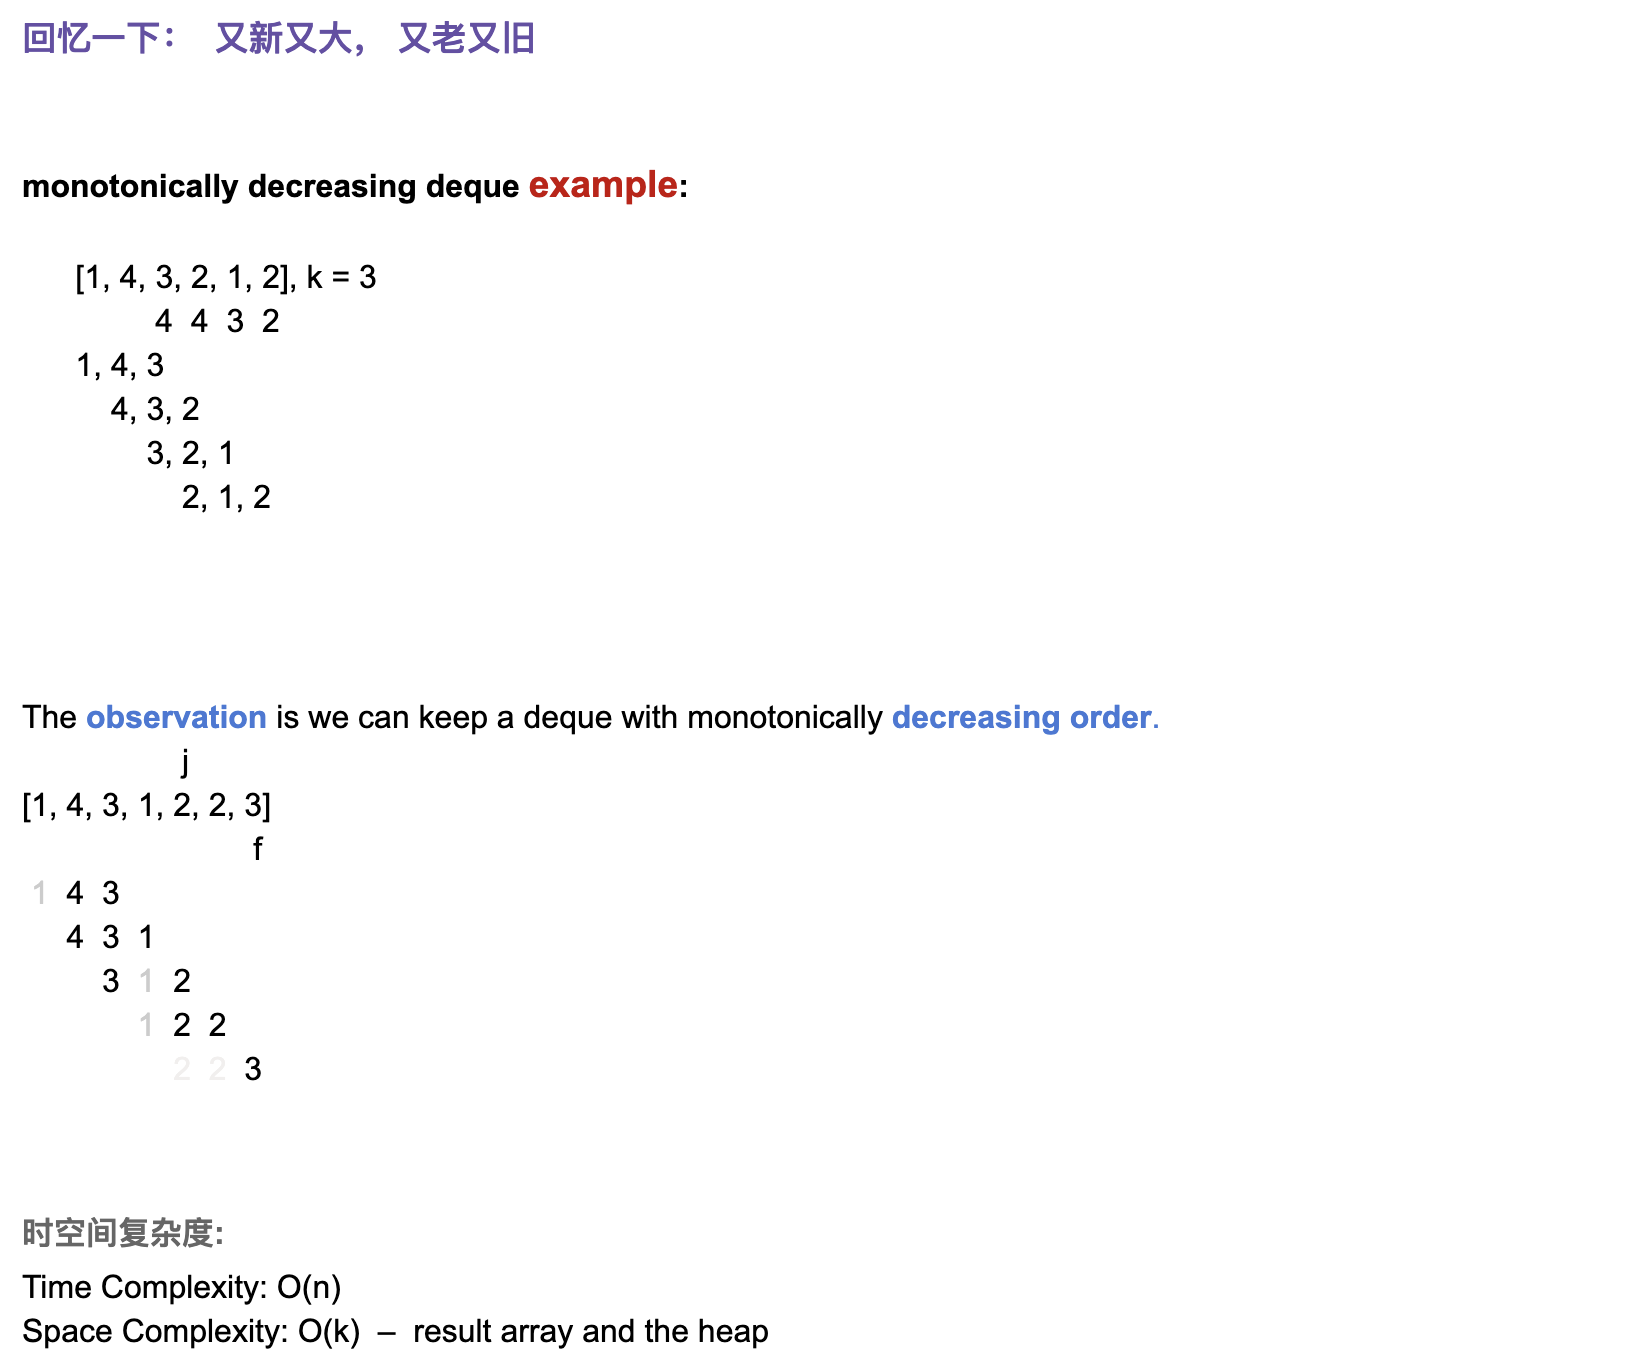 回忆一下： 又新又大， 又老又旧
monotonically decreasing deque example:
[1, 4, 3, 2, 1, 2], k = 3
4 4 3 2
1, 4, 3
4, 3, 2
3, 2, 1
2, 1, 2
The observation is we can keep a deque with monotonically decreasing order.
j
[1, 4, 3, 1, 2, 2, 3]
f
1 4 3
4 3 1
3 1 2
1 2 2
2 2 3
时空间复杂度:
Time Complexity: O(n)
Space Complexity: O(k) – result array and the heap